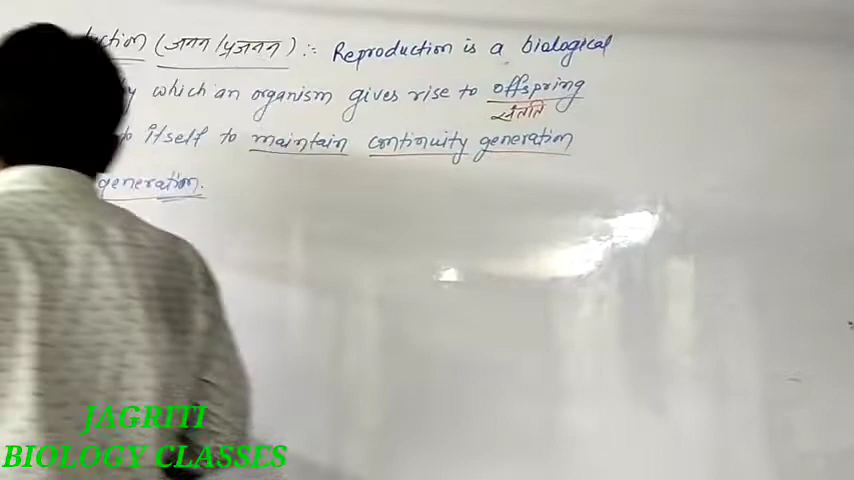 (जनन/प्रजनन) :- Reproduction is a biological
which an organism gives rise to offspring
संतति
itself to maintain continuity generation
generation.
JAGRITI
BIOLOGY CLASSES